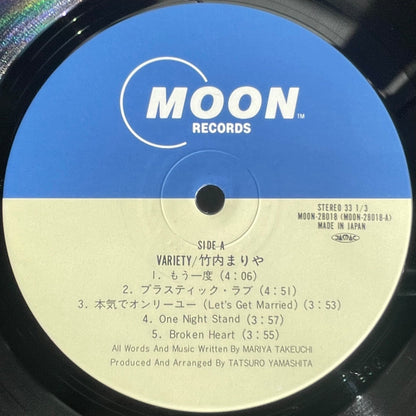 MOON™
RECORDS
STEREO 33 1/3
MOON-28018 (MOON-28018-A)
MADE IN JAPAN
JASRAC
SIDE A
VARIETY/竹内まりや
1. もう一度 (4:06)
2. プラスティック・ラブ (4:51)
3. 本気でオンリーユー (Let's Get Married) (3:53)
4. One Night Stand (3:57)
5. Broken Heart (3:55)
All Words And Music Written By MARIYA TAKEUCHI
Produced And Arranged By TATSURO YAMASHITA